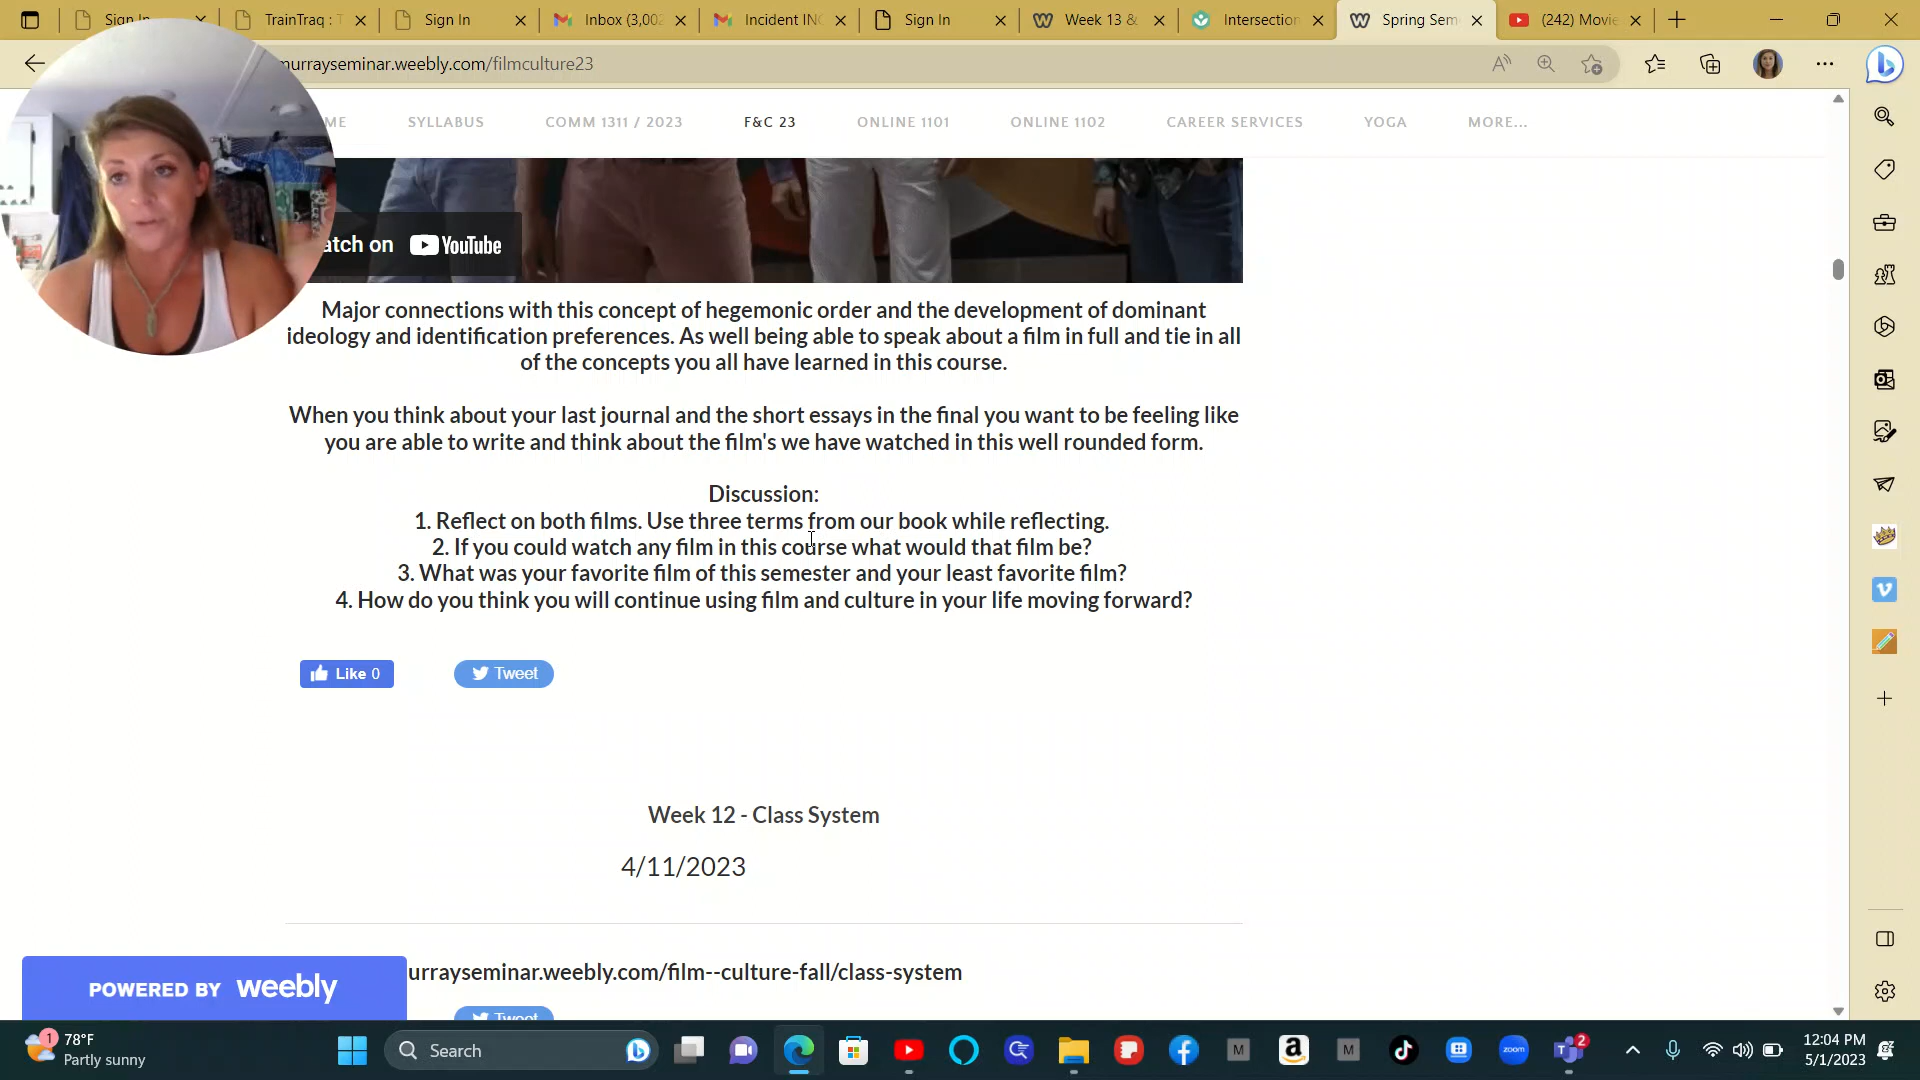 Sign In
TrainTraq : T
Sign In
Inbox (3,002
Incident INC
Sign In
Week 13 &
Intersection
Spring Sem
(242) Movie
murrayseminar.weebly.com/filmculture23
ME
SYLLABUS
COMM 1311 / 2023
F&C 23
ONLINE 1101
ONLINE 1102
CAREER SERVICES
YOGA
MORE...
atch on YouTube
Major connections with this concept of hegemonic order and the development of dominant
ideology and identification preferences. As well being able to speak about a film in full and tie in all
of the concepts you all have learned in this course.
When you think about your last journal and the short essays in the final you want to be feeling like
you are able to write and think about the film's we have watched in this well rounded form.
Discussion:
1. Reflect on both films. Use three terms from our book while reflecting.
2. If you could watch any film in this course what would that film be?
3. What was your favorite film of this semester and your least favorite film?
4. How do you think you will continue using film and culture in your life moving forward?
Like 0
Tweet
Week 12 - Class System
4/11/2023
urrayseminar.weebly.com/film--culture-fall/class-system
Tweet
POWERED BY weebly
1
78°F
Partly sunny
Search
M
M
zoom
2
12:04 PM
5/1/2023